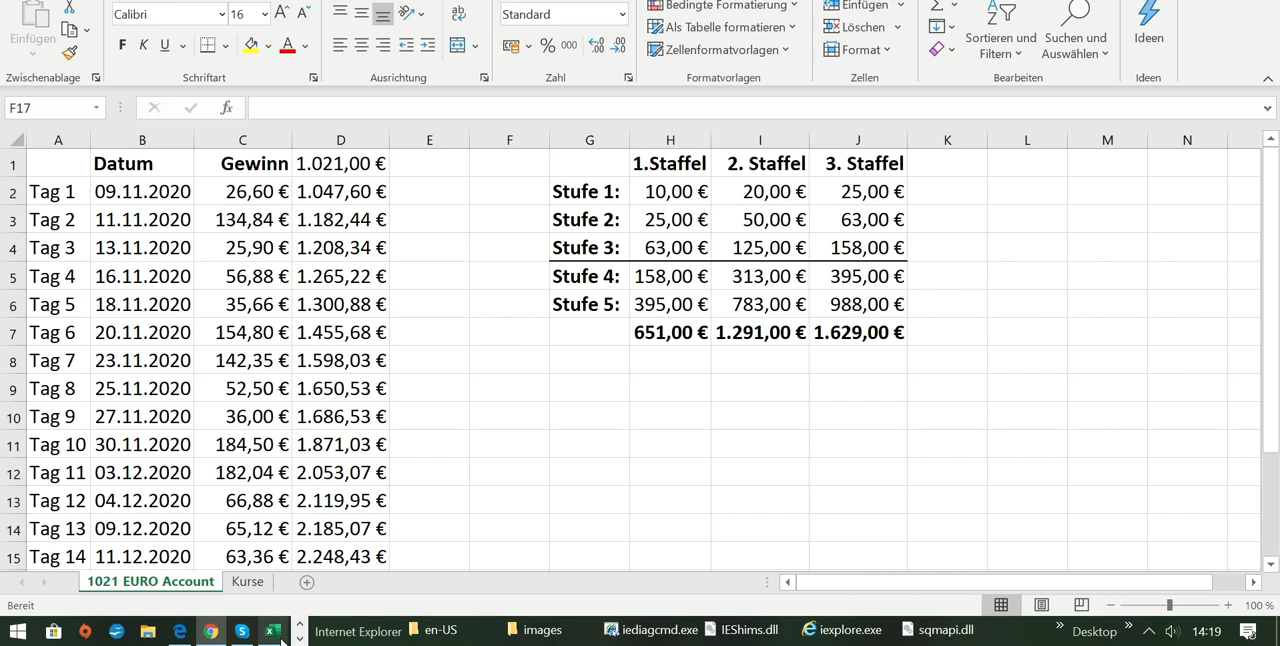 Calibri 16 Standard Bedingte Formatierung Einfügen
Einfügen F K U % 000 Als Tabelle formatieren Löschen Sortieren und Filtern Suchen und Auswählen Ideen
Zellenformatvorlagen Format
Zwischenablage Schriftart Ausrichtung Zahl Formatvorlagen Zellen Bearbeiten Ideen
F17 fx
A B C D E F G H I J K L M N
1 Datum Gewinn 1.021,00 € 1.Staffel 2. Staffel 3. Staffel
2 Tag 1 09.11.2020 26,60 € 1.047,60 € Stufe 1: 10,00 € 20,00 € 25,00 €
3 Tag 2 11.11.2020 134,84 € 1.182,44 € Stufe 2: 25,00 € 50,00 € 63,00 €
4 Tag 3 13.11.2020 25,90 € 1.208,34 € Stufe 3: 63,00 € 125,00 € 158,00 €
5 Tag 4 16.11.2020 56,88 € 1.265,22 € Stufe 4: 158,00 € 313,00 € 395,00 €
6 Tag 5 18.11.2020 35,66 € 1.300,88 € Stufe 5: 395,00 € 783,00 € 988,00 €
7 Tag 6 20.11.2020 154,80 € 1.455,68 € 651,00 € 1.291,00 € 1.629,00 €
8 Tag 7 23.11.2020 142,35 € 1.598,03 €
9 Tag 8 25.11.2020 52,50 € 1.650,53 €
10 Tag 9 27.11.2020 36,00 € 1.686,53 €
11 Tag 10 30.11.2020 184,50 € 1.871,03 €
12 Tag 11 03.12.2020 182,04 € 2.053,07 €
13 Tag 12 04.12.2020 66,88 € 2.119,95 €
14 Tag 13 09.12.2020 65,12 € 2.185,07 €
15 Tag 14 11.12.2020 63,36 € 2.248,43 €
1021 EURO Account Kurse
Bereit 100 %
Internet Explorer en-US images iediagcmd.exe IEShims.dll iexplore.exe sqmapi.dll » Desktop » 14:19